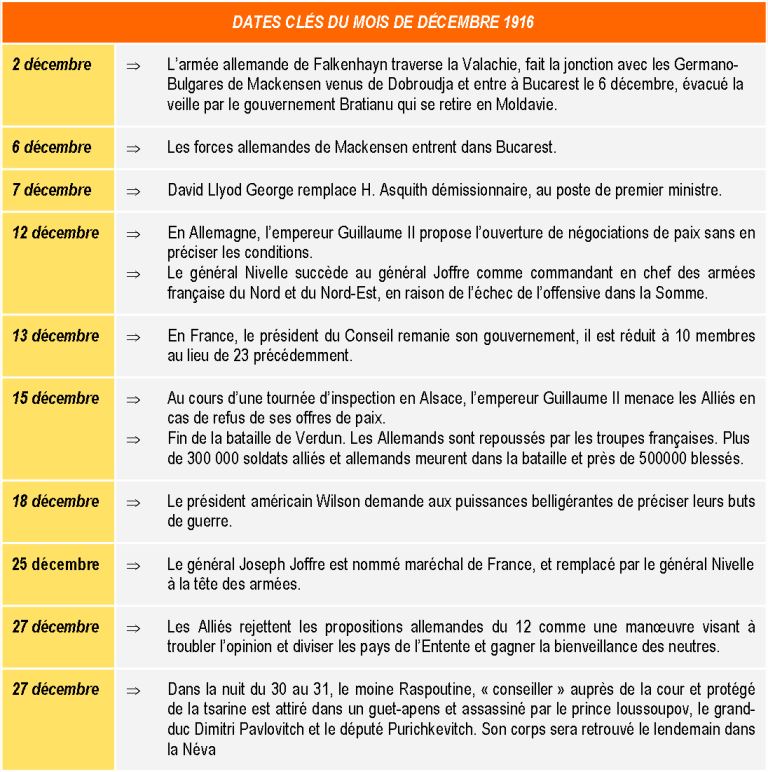 DATES CLÉS DU MOIS DE DÉCEMBRE 1916
2 décembre ⇒ L’armée allemande de Falkenhayn traverse la Valachie, fait la jonction avec les Germano-
Bulgares de Mackensen venus de Dobroudja et entre à Bucarest le 6 décembre, évacué la
veille par le gouvernement Bratianu qui se retire en Moldavie.
6 décembre ⇒ Les forces allemandes de Mackensen entrent dans Bucarest.
7 décembre ⇒ David Llyod George remplace H. Asquith démissionnaire, au poste de premier ministre.
12 décembre ⇒ En Allemagne, l’empereur Guillaume II propose l’ouverture de négociations de paix sans en
préciser les conditions.
⇒ Le général Nivelle succède au général Joffre comme commandant en chef des armées
française du Nord et du Nord-Est, en raison de l’échec de l’offensive dans la Somme.
13 décembre ⇒ En France, le président du Conseil remanie son gouvernement, il est réduit à 10 membres
au lieu de 23 précédemment.
15 décembre ⇒ Au cours d’une tournée d’inspection en Alsace, l’empereur Guillaume II menace les Alliés en
cas de refus de ses offres de paix.
⇒ Fin de la bataille de Verdun. Les Allemands sont repoussés par les troupes françaises. Plus
de 300 000 soldats alliés et allemands meurent dans la bataille et près de 500000 blessés.
18 décembre ⇒ Le président américain Wilson demande aux puissances belligérantes de préciser leurs buts
de guerre.
25 décembre ⇒ Le général Joseph Joffre est nommé maréchal de France, et remplacé par le général Nivelle
à la tête des armées.
27 décembre ⇒ Les Alliés rejettent les propositions allemandes du 12 comme une manœuvre visant à
troubler l’opinion et diviser les pays de l’Entente et gagner la bienveillance des neutres.
27 décembre ⇒ Dans la nuit du 30 au 31, le moine Raspoutine, « conseiller » auprès de la cour et protégé
de la tsarine est attiré dans un guet-apens et assassiné par le prince Ioussoupov, le grand-
duc Dimitri Pavlovitch et le député Purichkevitch. Son corps sera retrouvé le lendemain dans
la Néva